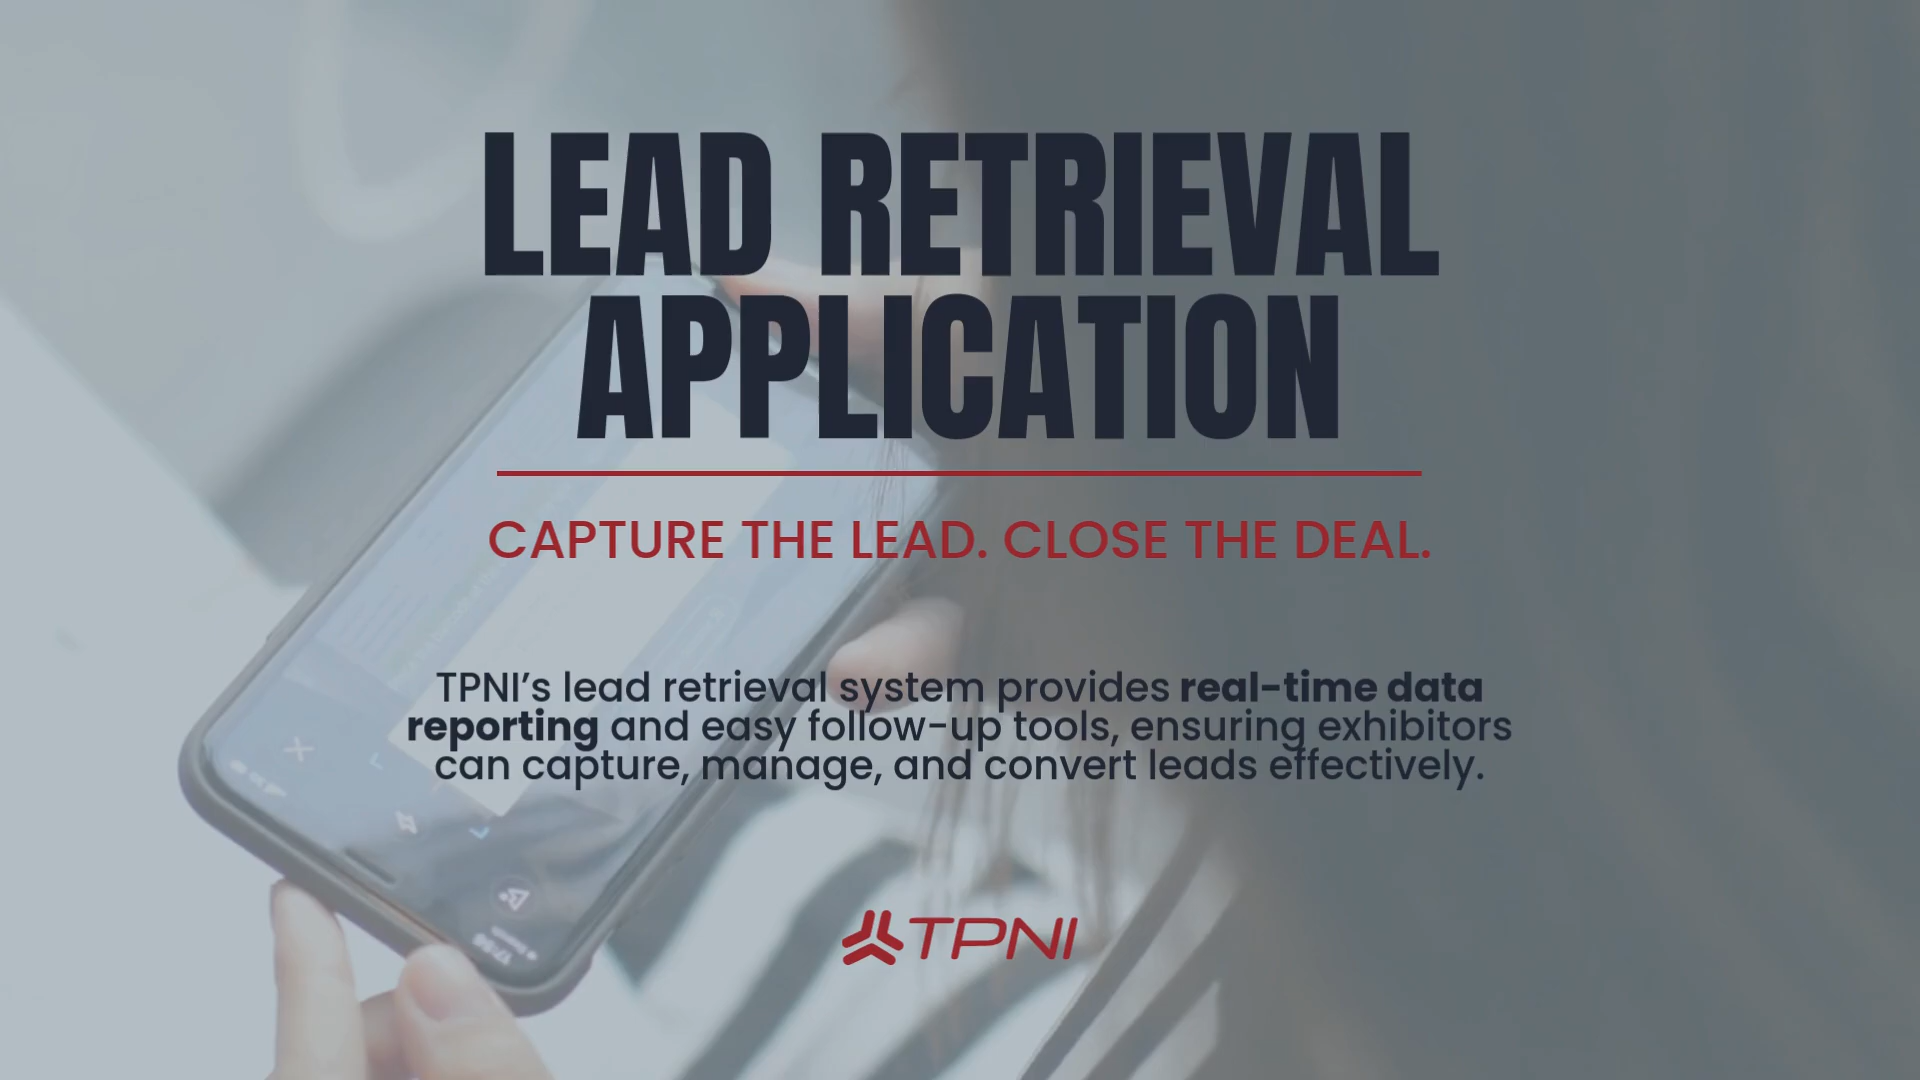 LEAD RETRIEVAL
APPLICATION
CAPTURE THE LEAD. CLOSE THE DEAL.
TPNI’s lead retrieval system provides real-time data
reporting and easy follow-up tools, ensuring exhibitors
can capture, manage, and convert leads effectively.
TPNI